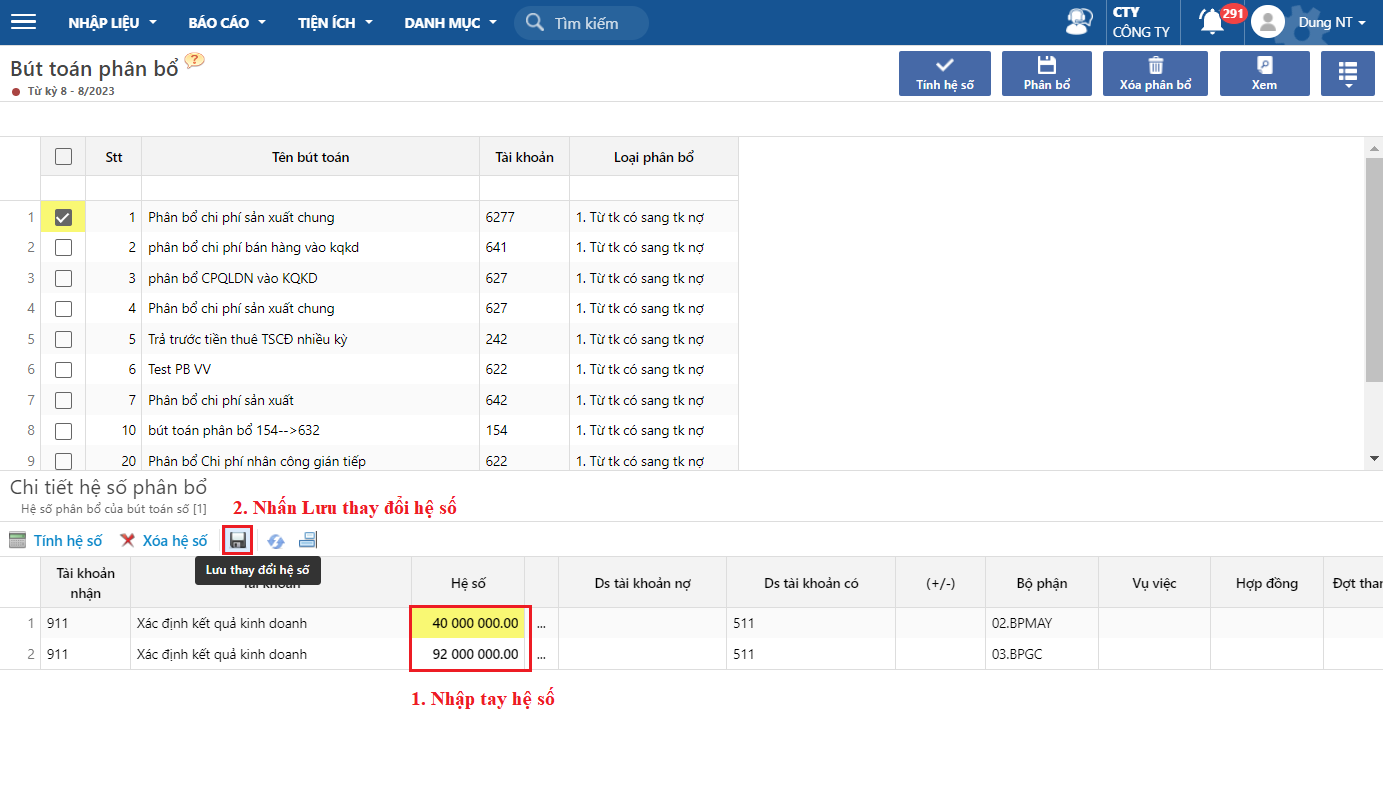 NHẬP LIỆU BÁO CÁO TIỆN ÍCH DANH MỤC Tìm kiếm CTY 291 Dung NT
CÔNG TY
Bút toán phân bổ ?
Từ kỳ 8 - 8/2023
Tính hệ số Phân bổ Xóa phân bổ Xem
Stt Tên bút toán Tài khoản Loại phân bổ
1 1 Phân bổ chi phí sản xuất chung 6277 1. Từ tk có sang tk nợ
2 2 phân bổ chi phí bán hàng vào kqkd 641 1. Từ tk có sang tk nợ
3 3 phân bổ CPQLDN vào KQKD 627 1. Từ tk có sang tk nợ
4 4 Phân bổ chi phí sản xuất chung 627 1. Từ tk có sang tk nợ
5 5 Trả trước tiền thuê TSCĐ nhiều kỳ 242 1. Từ tk có sang tk nợ
6 6 Test PB VV 622 1. Từ tk có sang tk nợ
7 7 Phân bổ chi phí sản xuất 642 1. Từ tk có sang tk nợ
8 10 bút toán phân bổ 154-->632 154 1. Từ tk có sang tk nợ
9 20 Phân bổ Chi phí nhân công gián tiếp 622 1. Từ tk có sang tk nợ
Chi tiết hệ số phân bổ
Hệ số phân bổ của bút toán số [1]
2. Nhấn Lưu thay đổi hệ số
Tính hệ số Xóa hệ số
Lưu thay đổi hệ số
Tài khoản nhận Hệ số Ds tài khoản nợ Ds tài khoản có (+/-) Bộ phận Vụ việc Hợp đồng Đợt than
1 911 Xác định kết quả kinh doanh 40 000 000.00 ... 511 02.BPMAY
2 911 Xác định kết quả kinh doanh 92 000 000.00 ... 511 03.BPGC
1. Nhập tay hệ số